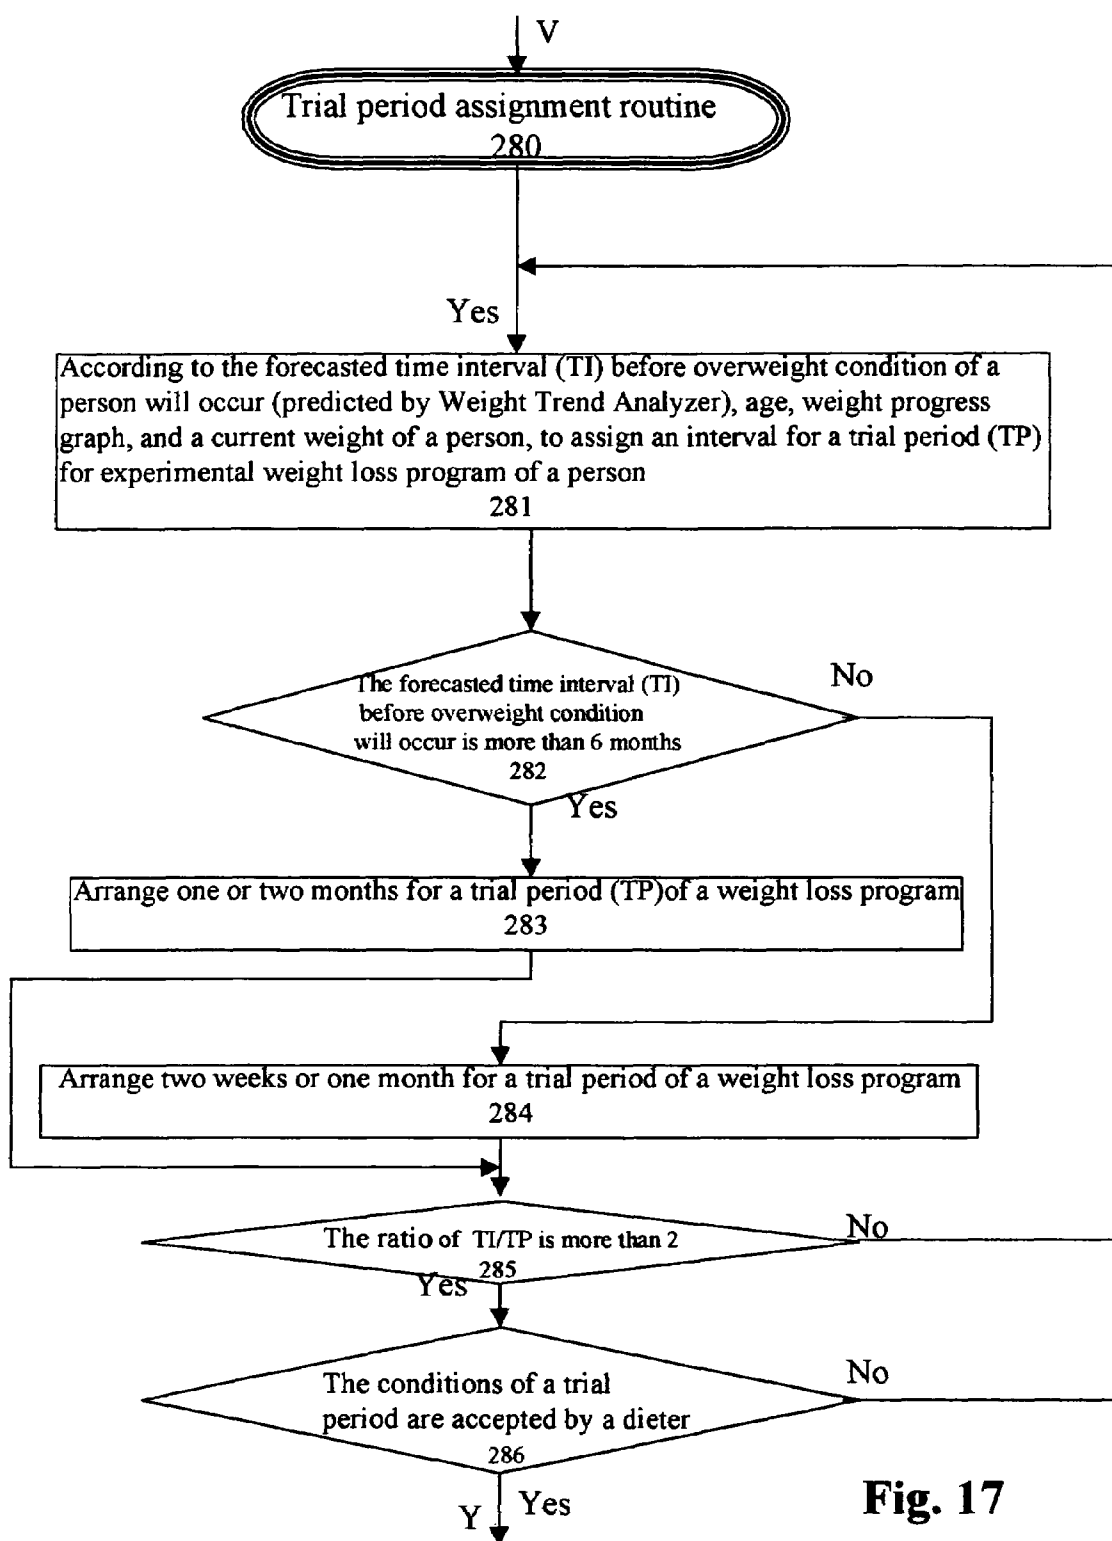 V
Trial period assignment routine
280
Yes
According to the forecasted time interval (TI) before overweight condition of a
person will occur (predicted by Weight Trend Analyzer), age, weight progress
graph, and a current weight of a person, to assign an interval for a trial period (TP)
for experimental weight loss program of a person
281
The forecasted time interval (TI)
before overweight condition
will occur is more than 6 months
282
No
Yes
Arrange one or two months for a trial period (TP)of a weight loss program
283
Arrange two weeks or one month for a trial period of a weight loss program
284
The ratio of TI/TP is more than 2
285
No
Yes
The conditions of a trial
period are accepted by a dieter
286
No
Y Yes
Fig. 17